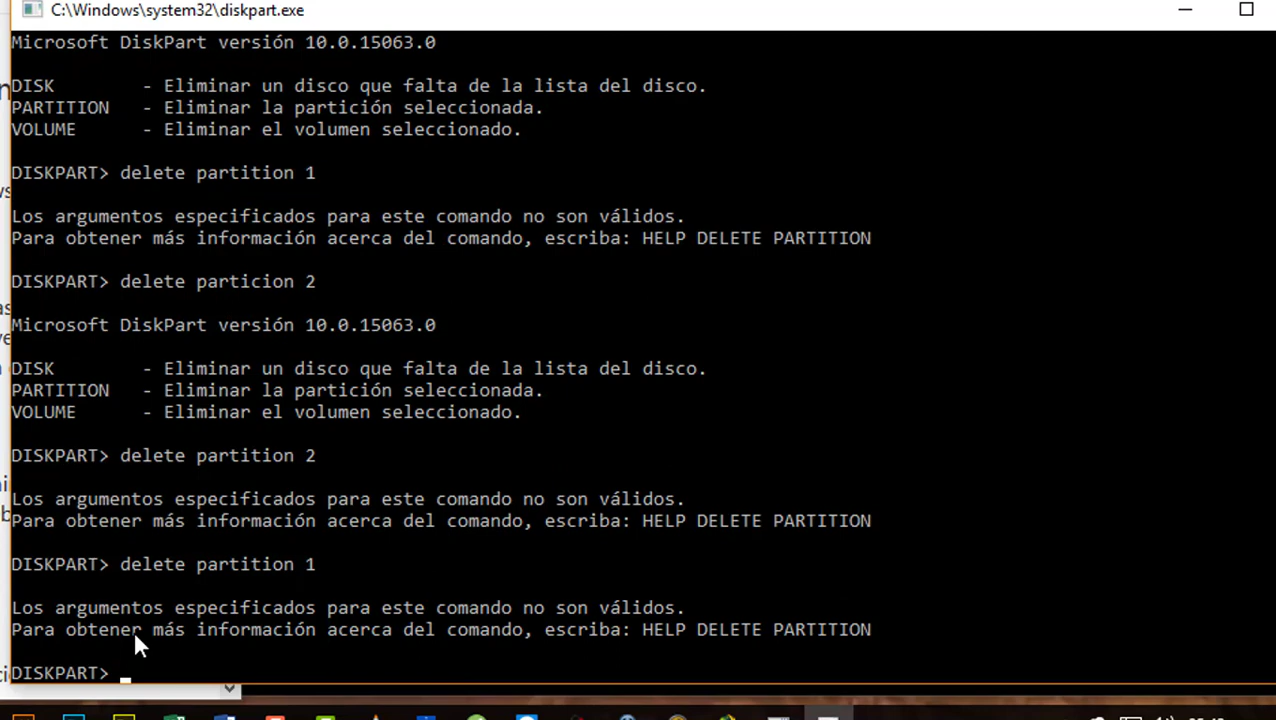 C:\Windows\system32\diskpart.exe
Microsoft DiskPart versión 10.0.15063.0
DISK - Eliminar un disco que falta de la lista del disco.
PARTITION - Eliminar la partición seleccionada.
VOLUME - Eliminar el volumen seleccionado.
DISKPART> delete partition 1
Los argumentos especificados para este comando no son válidos.
Para obtener más información acerca del comando, escriba: HELP DELETE PARTITION
DISKPART> delete particion 2
Microsoft DiskPart versión 10.0.15063.0
DISK - Eliminar un disco que falta de la lista del disco.
PARTITION - Eliminar la partición seleccionada.
VOLUME - Eliminar el volumen seleccionado.
DISKPART> delete partition 2
Los argumentos especificados para este comando no son válidos.
Para obtener más información acerca del comando, escriba: HELP DELETE PARTITION
DISKPART> delete partition 1
Los argumentos especificados para este comando no son válidos.
Para obtener más información acerca del comando, escriba: HELP DELETE PARTITION
DISKPART>